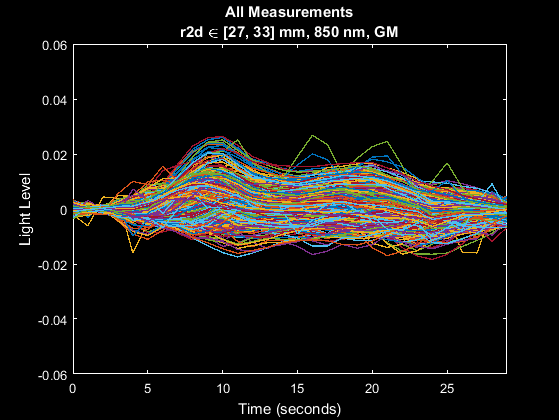 All Measurements
r2d ∈ [27, 33] mm, 850 nm, GM
0.06
0.04
0.02
0
-0.02
-0.04
-0.06
Light Level
0 5 10 15 20 25
Time (seconds)